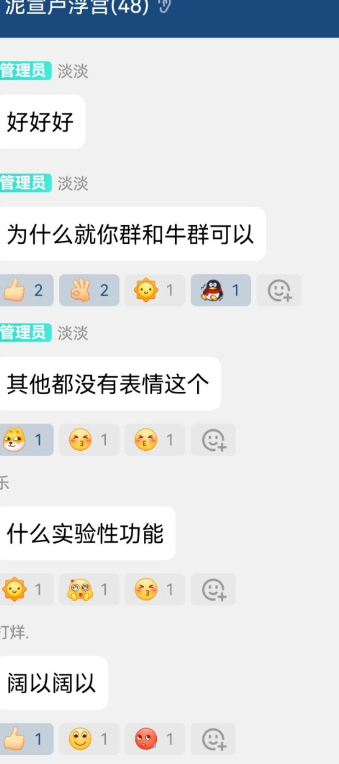 泥宣卢浮宫(48)
管理员 淡淡
好好好
管理员 淡淡
为什么就你群和牛群可以
2 2 1 1
管理员 淡淡
其他都没有表情这个
1 1 1
乐
什么实验性功能
1 1 1
打烊.
阔以阔以
1 1 1